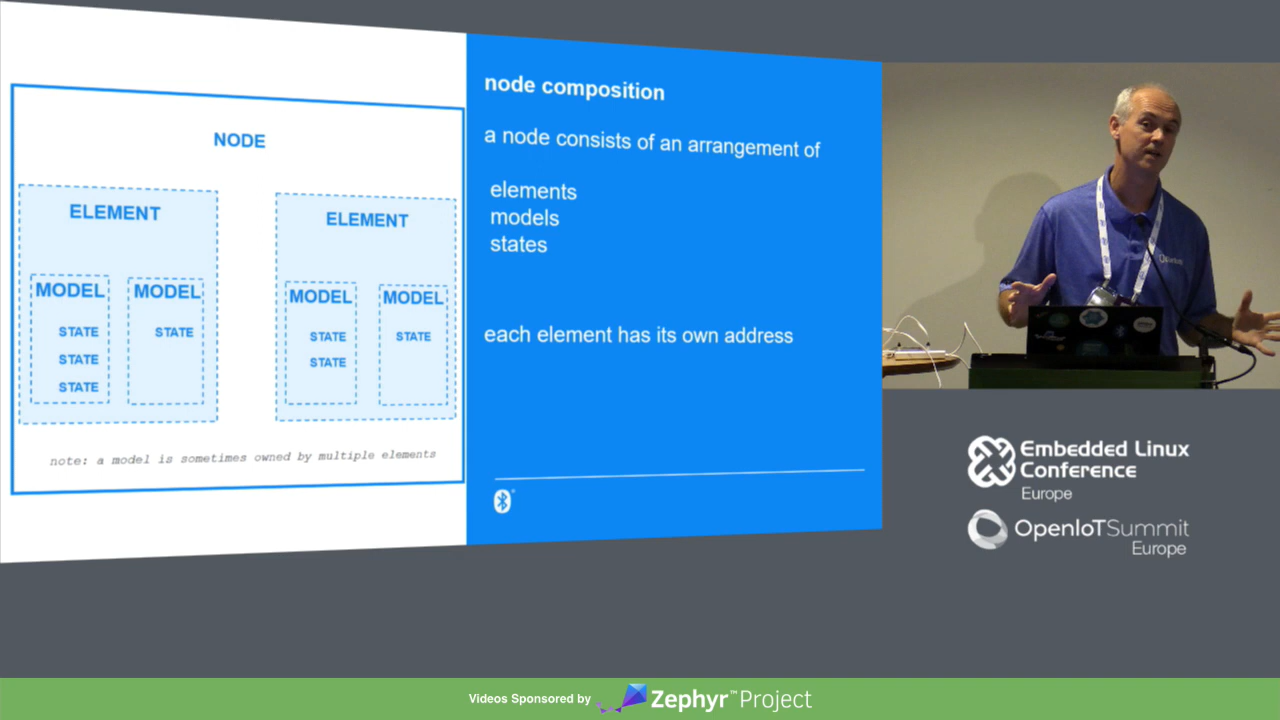 NODE
ELEMENT
ELEMENT
MODEL
MODEL
MODEL
MODEL
STATE
STATE
STATE
STATE
STATE
STATE
STATE
note: a model is sometimes owned by multiple elements
node composition
a node consists of an arrangement of
elements
models
states
each element has its own address
Embedded Linux
Conference
Europe
OpenIoTSummit
Europe
Videos Sponsored by Zephyr™Project